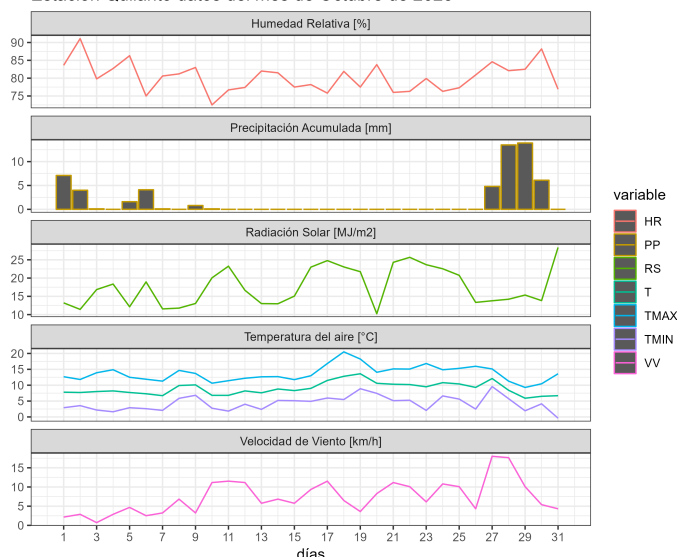 Humedad Relativa [%]
90
85
80
75
Precipitación Acumulada [mm]
10
5
0
Radiación Solar [MJ/m2]
25
20
15
10
Temperatura del aire [°C]
20
15
10
5
0
Velocidad de Viento [km/h]
15
10
5
0
1 3 5 7 9 11 13 15 17 19 21 23 25 27 29 31
días
variable
HR
PP
RS
T
TMAX
TMIN
VV